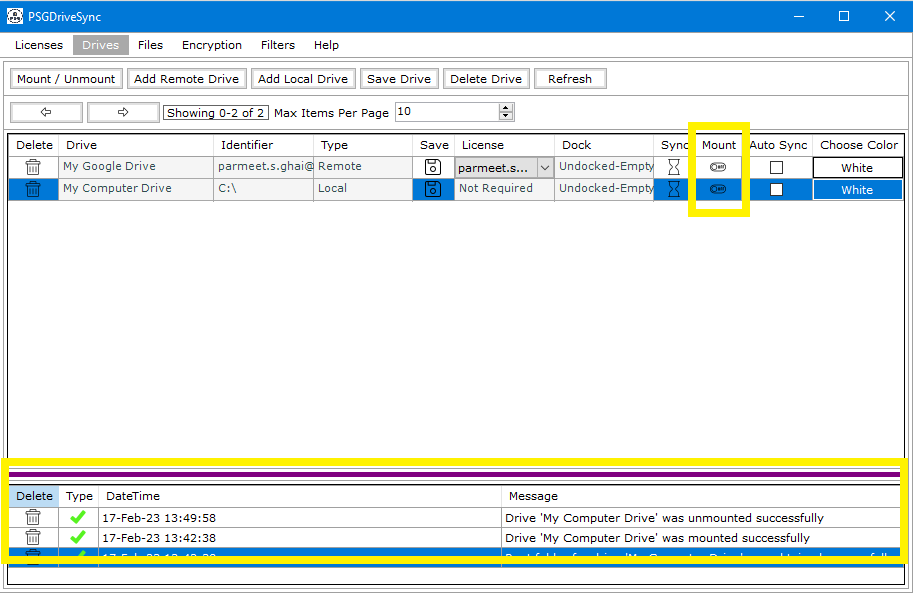 PSGDriveSync
Licenses Drives Files Encryption Filters Help
Mount / Unmount Add Remote Drive Add Local Drive Save Drive Delete Drive Refresh
Showing 0-2 of 2 Max Items Per Page 10
Delete Drive Identifier Type Save License Dock Sync Mount Auto Sync Choose Color
My Google Drive parmeet.s.ghai@ Remote parmeet.s... Undocked-Empty Off White
My Computer Drive C:\ Local Not Required Undocked-Empty Off White
Delete Type DateTime Message
17-Feb-23 13:49:58 Drive 'My Computer Drive' was unmounted successfully
17-Feb-23 13:42:38 Drive 'My Computer Drive' was mounted successfully